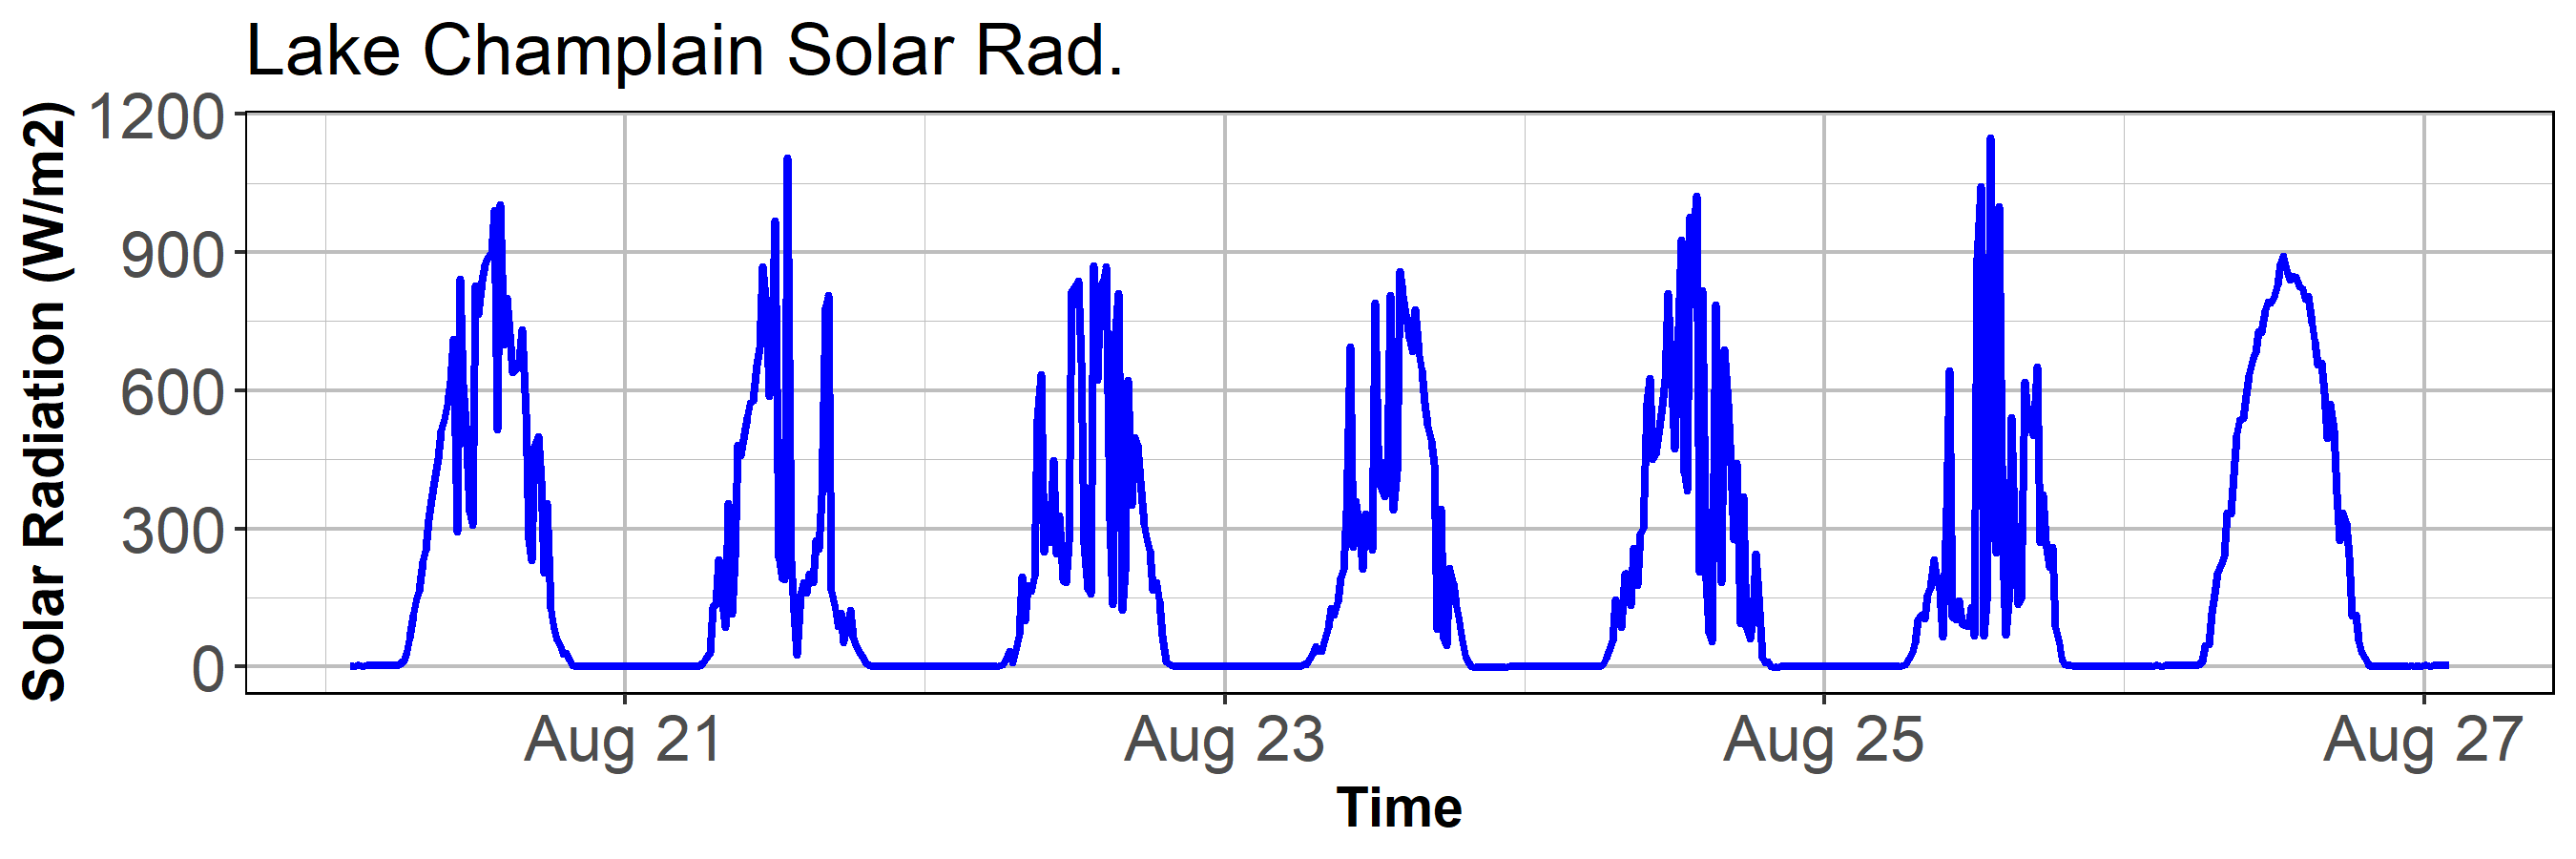 Lake Champlain Solar Rad.
Solar Radiation (W/m2)
1200
900
600
300
0
Aug 21 Aug 23 Aug 25 Aug 27
Time